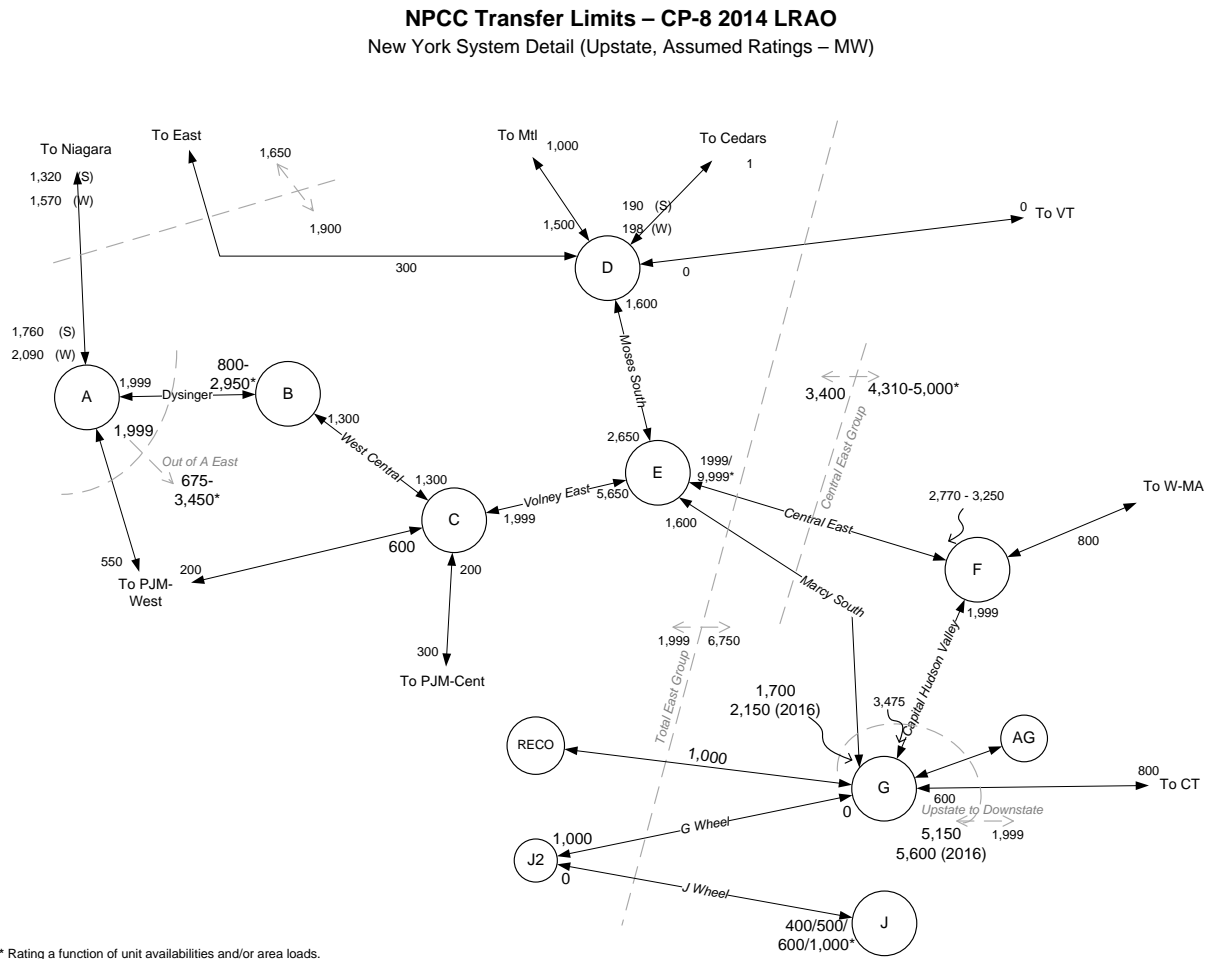 NPCC Transfer Limits – CP-8 2014 LRAO
New York System Detail (Upstate, Assumed Ratings – MW)
To Niagara
1,320 (S)
1,570 (W)
To East
1,650
1,900
To Mtl
1,000
To Cedars
1
190 (S)
198 (W)
1,500
0
To VT
D
300
0
1,600
1,760 (S)
2,090 (W)
A
1,999
Dysinger
800-
2,950*
B
1,999
Out of A East
675-
3,450*
1,300
West Central
1,300
Moses South
2,650
3,400
4,310-5,000*
Central East Group
E
1999/
9,999*
5,650
Volney East
1,999
C
600
200
1,600
Central East
2,770 - 3,250
To W-MA
800
F
1,999
550
200
To PJM-
West
300
To PJM-Cent
Marcy South
1,999
6,750
Total East Group
Capital Hudson Valley
1,700
2,150 (2016)
3,475
RECO
1,000
AG
G
0
800
To CT
600
Upstate to Downstate
5,150
5,600 (2016)
1,999
G Wheel
1,000
J2
0
J Wheel
400/500/
600/1,000*
J
* Rating a function of unit availabilities and/or area loads.